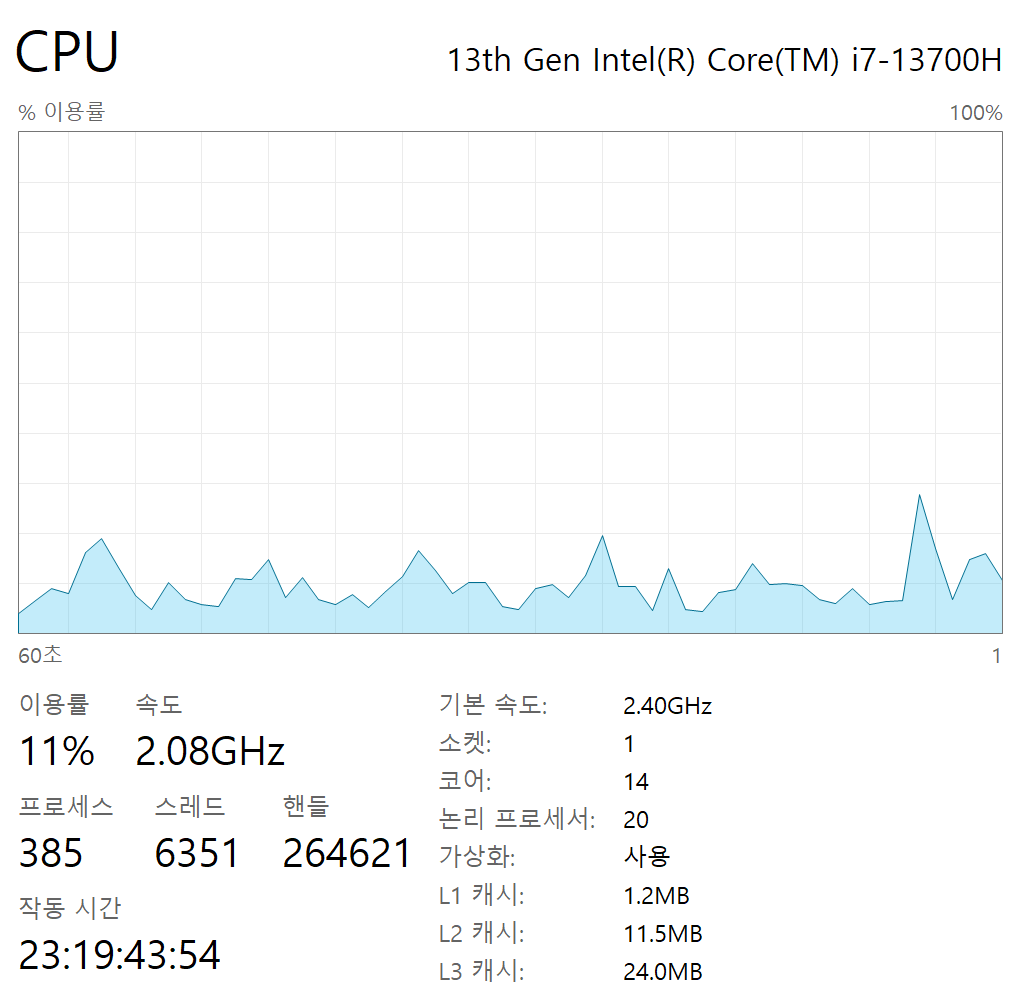 CPU
13th Gen Intel(R) Core(TM) i7-13700H
% 이용률
100%
60초
1
이용률 속도
11% 2.08GHz
프로세스 스레드 핸들
385 6351 264621
작동 시간
23:19:43:54
기본 속도: 2.40GHz
소켓: 1
코어: 14
논리 프로세서: 20
가상화: 사용
L1 캐시: 1.2MB
L2 캐시: 11.5MB
L3 캐시: 24.0MB